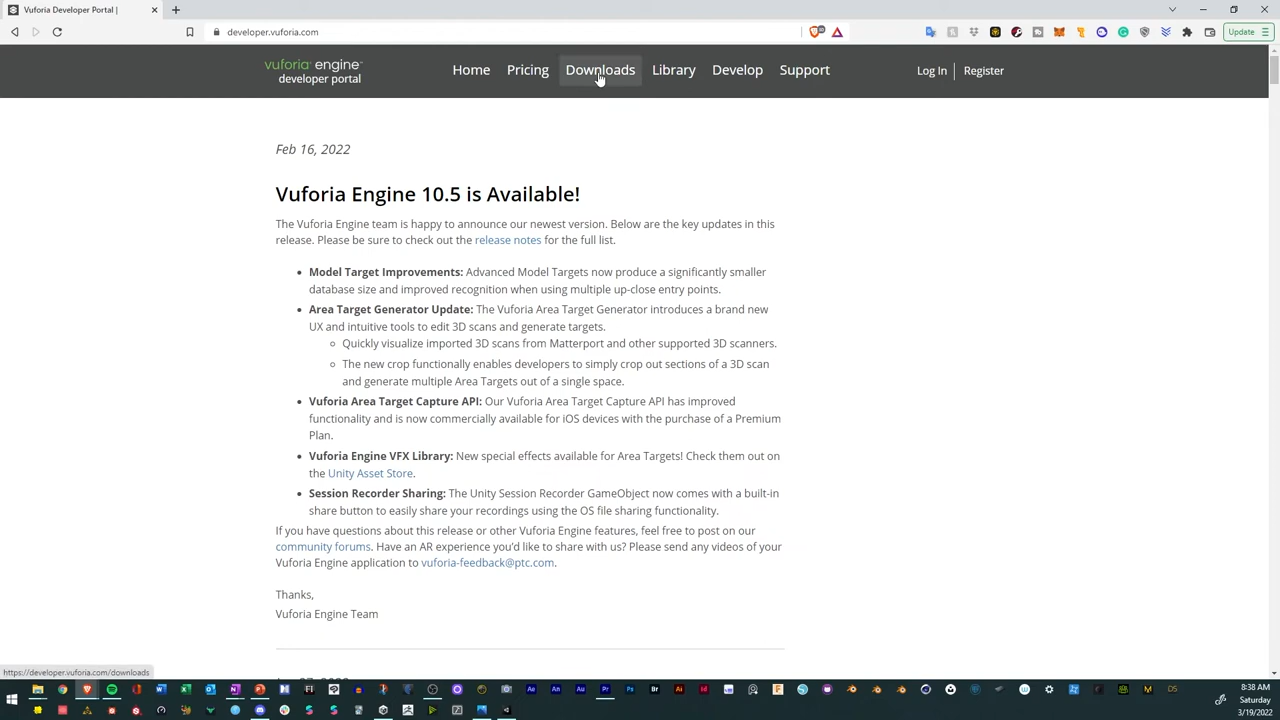 Vuforia Developer Portal |
developer.vuforia.com
Update
vuforia engine™
developer portal
Home
Pricing
Downloads
Library
Develop
Support
Log In
Register
Feb 16, 2022
Vuforia Engine 10.5 is Available!
The Vuforia Engine team is happy to announce our newest version. Below are the key updates in this
release. Please be sure to check out the release notes for the full list.
• Model Target Improvements: Advanced Model Targets now produce a significantly smaller
database size and improved recognition when using multiple up-close entry points.
• Area Target Generator Update: The Vuforia Area Target Generator introduces a brand new
UX and intuitive tools to edit 3D scans and generate targets.
Quickly visualize imported 3D scans from Matterport and other supported 3D scanners.
The new crop functionally enables developers to simply crop out sections of a 3D scan
and generate multiple Area Targets out of a single space.
• Vuforia Area Target Capture API: Our Vuforia Area Target Capture API has improved
functionality and is now commercially available for iOS devices with the purchase of a Premium
Plan.
• Vuforia Engine VFX Library: New special effects available for Area Targets! Check them out on
the Unity Asset Store.
• Session Recorder Sharing: The Unity Session Recorder GameObject now comes with a built-in
share button to easily share your recordings using the OS file sharing functionality.
If you have questions about this release or other Vuforia Engine features, feel free to post on our
community forums. Have an AR experience you'd like to share with us? Please send any videos of your
Vuforia Engine application to vuforia-feedback@ptc.com.
Thanks,
Vuforia Engine Team
https://developer.vuforia.com/downloads
8:38 AM
Saturday
3/19/2022